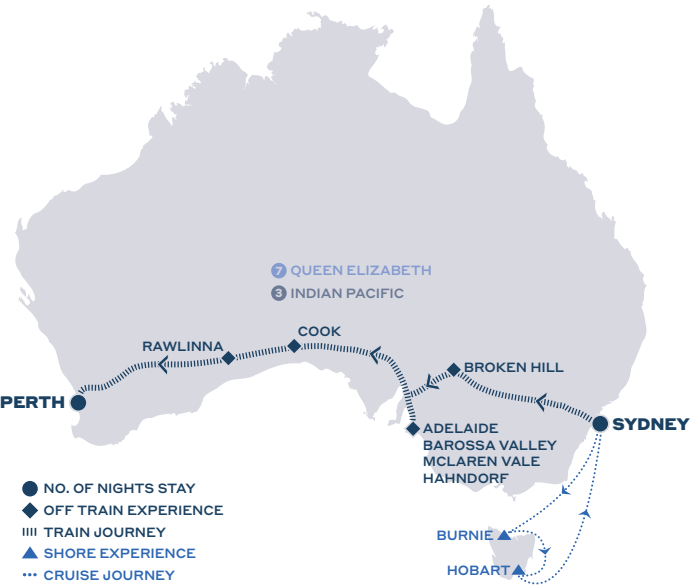 7 QUEEN ELIZABETH
3 INDIAN PACIFIC
COOK
RAWLINNA
BROKEN HILL
PERTH
SYDNEY
ADELAIDE
BAROSSA VALLEY
MCLAREN VALE
HAHNDORF
NO. OF NIGHTS STAY
OFF TRAIN EXPERIENCE
TRAIN JOURNEY
SHORE EXPERIENCE
CRUISE JOURNEY
BURNIE
HOBART